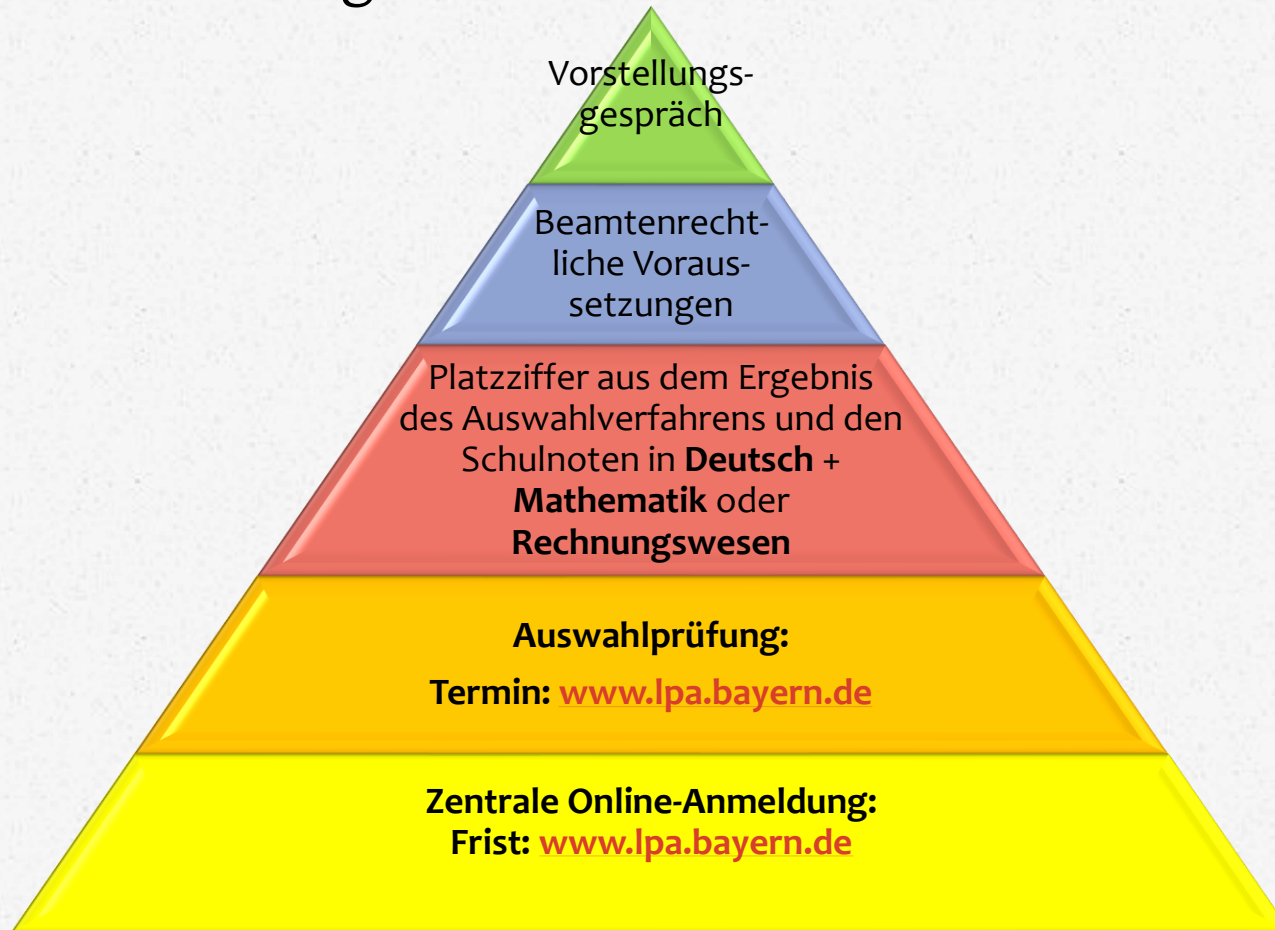 Vorstellungs-
gespräch
Beamtenrecht-
liche Voraus-
setzungen
Platzziffer aus dem Ergebnis
des Auswahlverfahrens und den
Schulnoten in Deutsch +
Mathematik oder
Rechnungswesen
Auswahlprüfung:
Termin: www.lpa.bayern.de
Zentrale Online-Anmeldung:
Frist: www.lpa.bayern.de